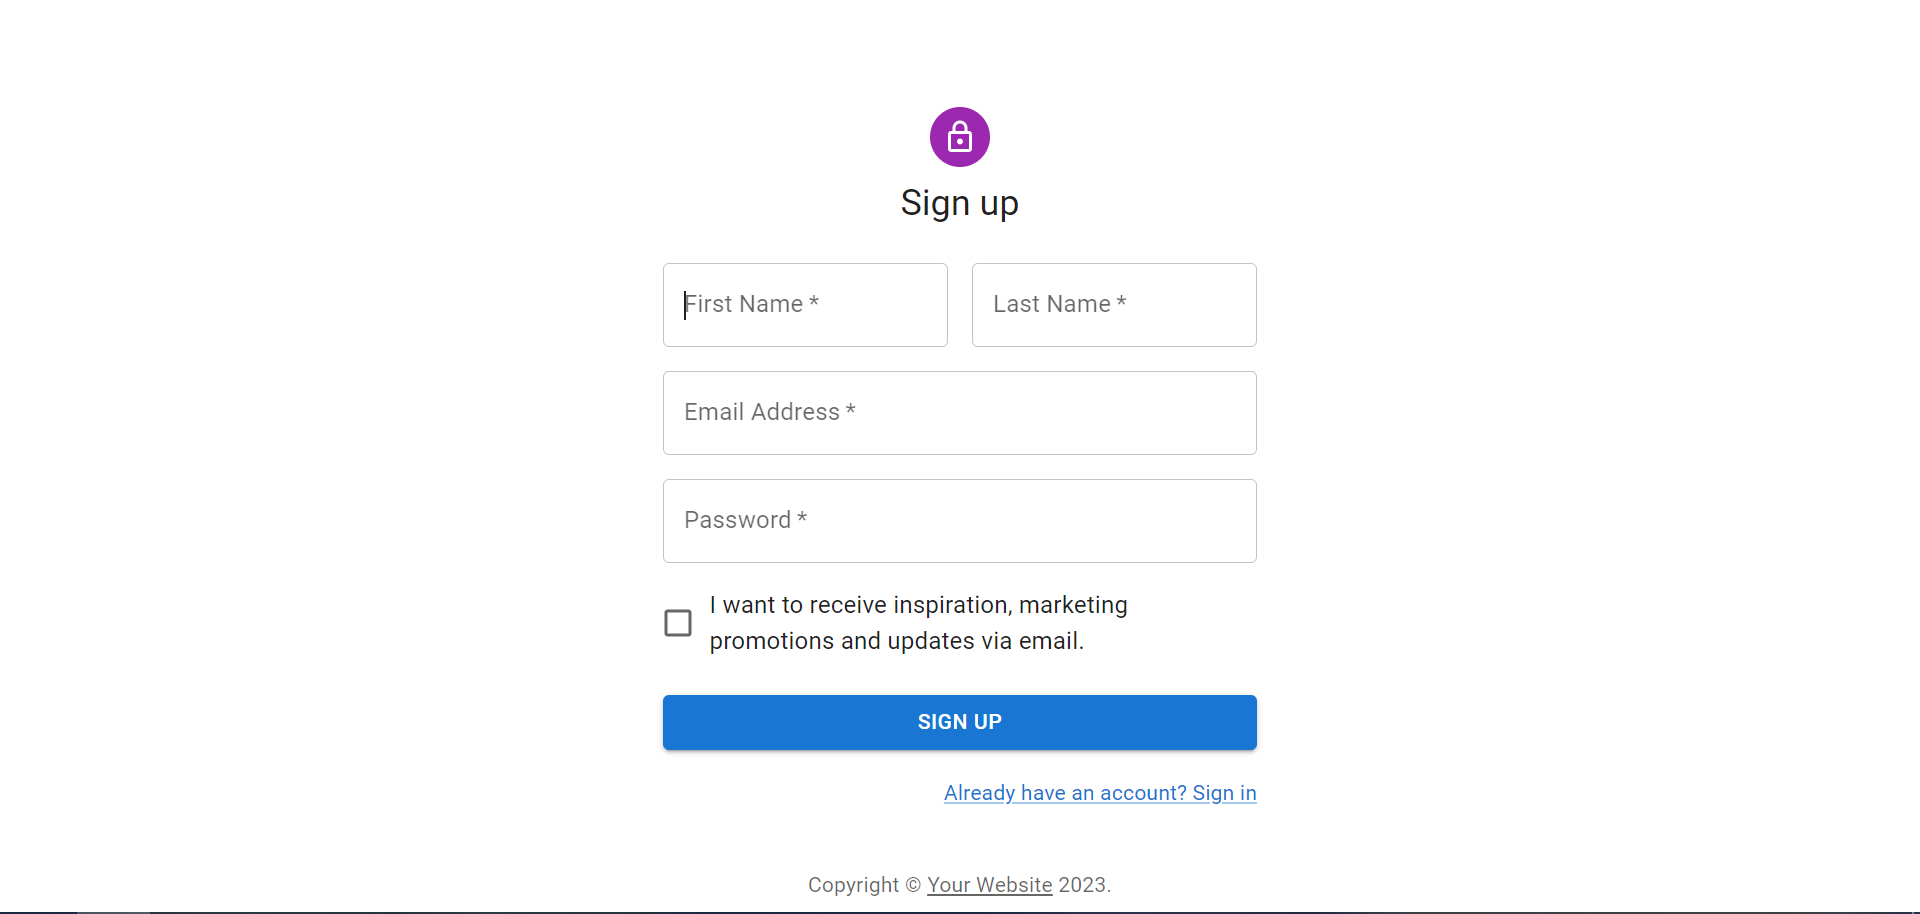 Sign up
First Name *
Last Name *
Email Address *
Password *
I want to receive inspiration, marketing
promotions and updates via email.
SIGN UP
Already have an account? Sign in
Copyright © Your Website 2023.